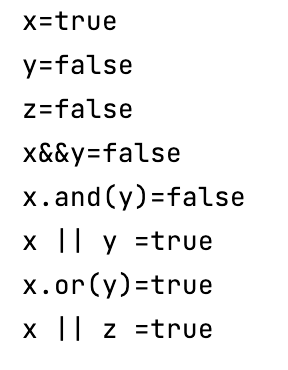 x=true
y=false
z=false
x&&y=false
x.and(y)=false
x || y =true
x.or(y)=true
x || z =true